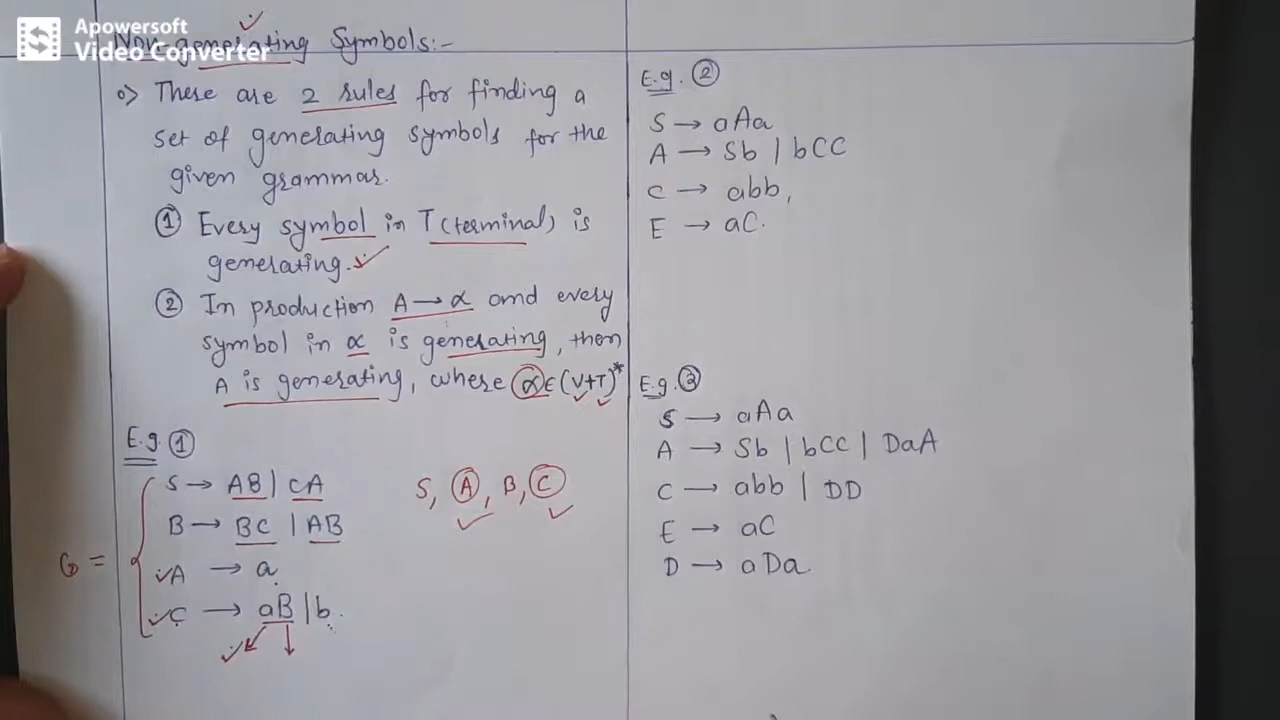 Apowersoft
Video Converter
Non-generating Symbols:-
There are 2 rules for finding a
set of generating symbols for the
given grammar.
① Every symbol in T (terminal) is
generating.
② In production A → α and every
symbol in α is generating, then
A is generating, where α ∈ (V+T)*
E.g. ①
G =
S → AB | CA
B → BC | AB
A → a
C → aB | b.
S, A, B, C
E.g. ②
S → aAa
A → Sb | bCC
C → abb,
E → aC.
E.g. ③
S → aAa
A → Sb | bCC | DaA
C → abb | DD
E → aC
D → aDa.